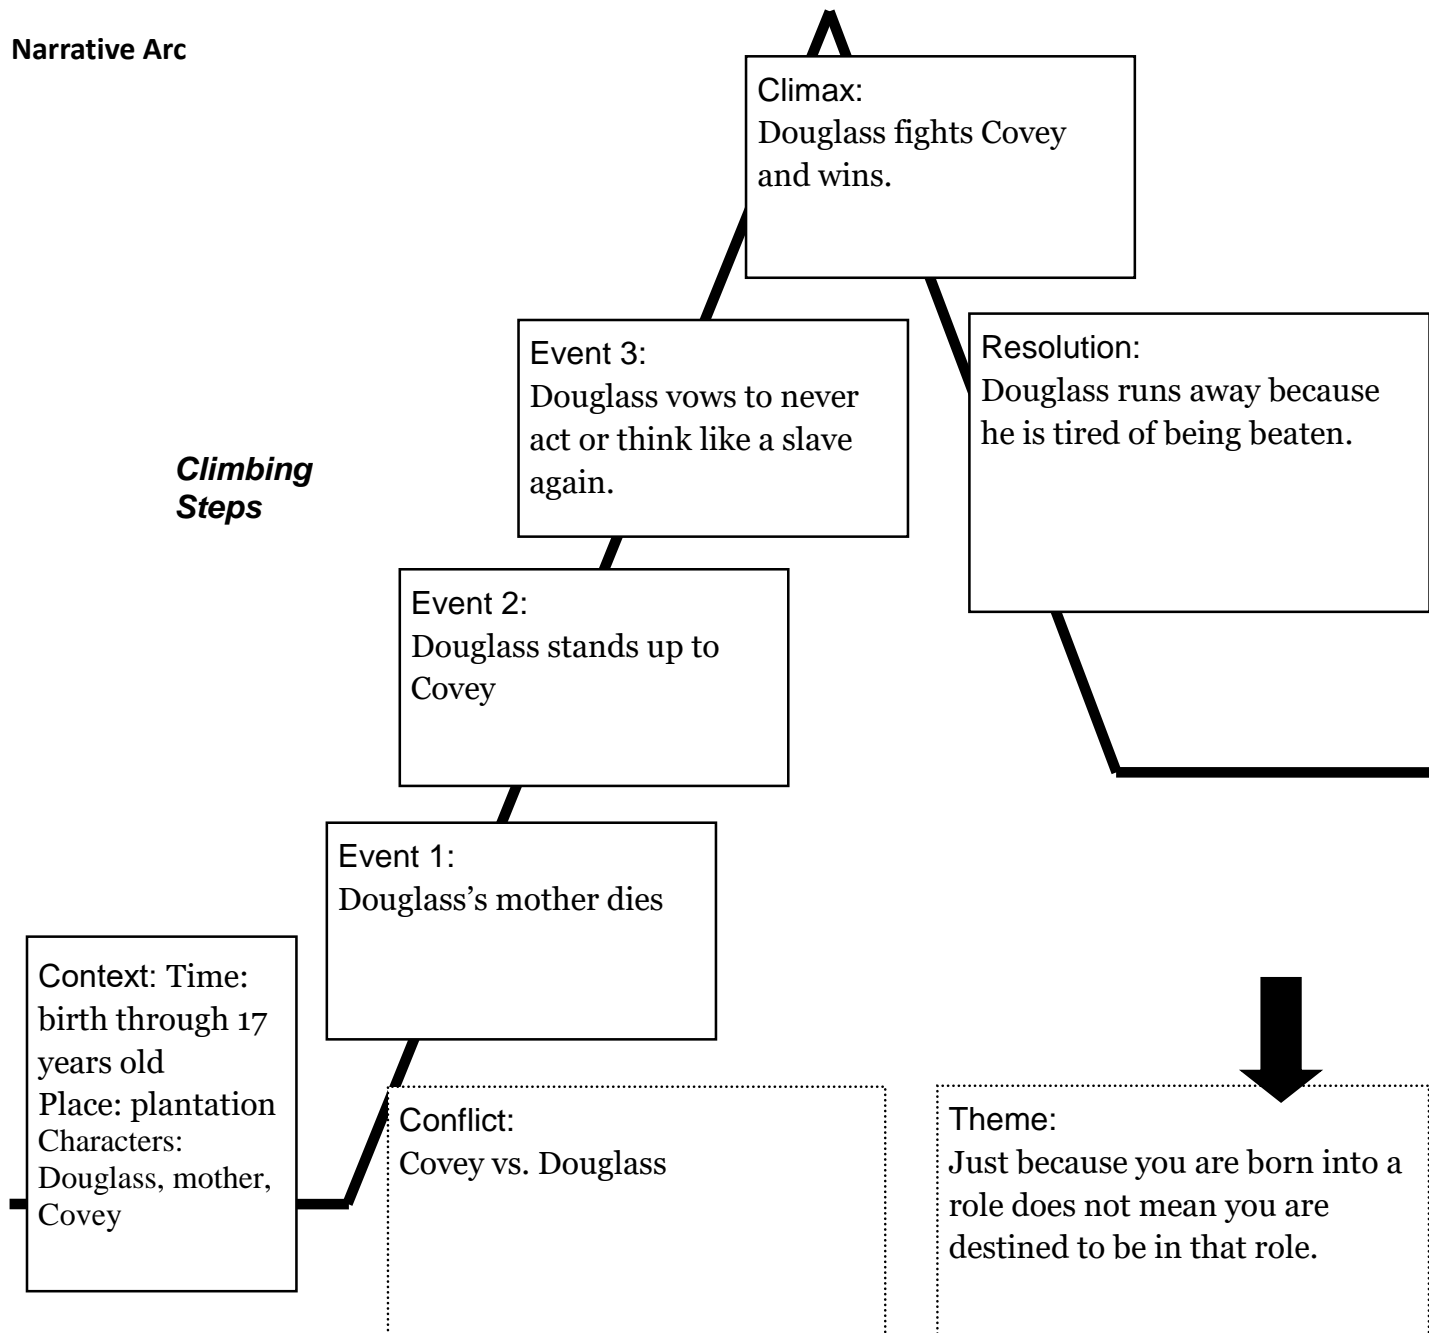 Narrative Arc
Climax:
Douglass fights Covey
and wins.
Event 3:
Douglass vows to never
act or think like a slave
again.
Resolution:
Douglass runs away because
he is tired of being beaten.
Climbing
Steps
Event 2:
Douglass stands up to
Covey
Event 1:
Douglass’s mother dies
Context: Time:
birth through 17
years old
Place: plantation
Characters:
Douglass, mother,
Covey
Conflict:
Covey vs. Douglass
Theme:
Just because you are born into a
role does not mean you are
destined to be in that role.